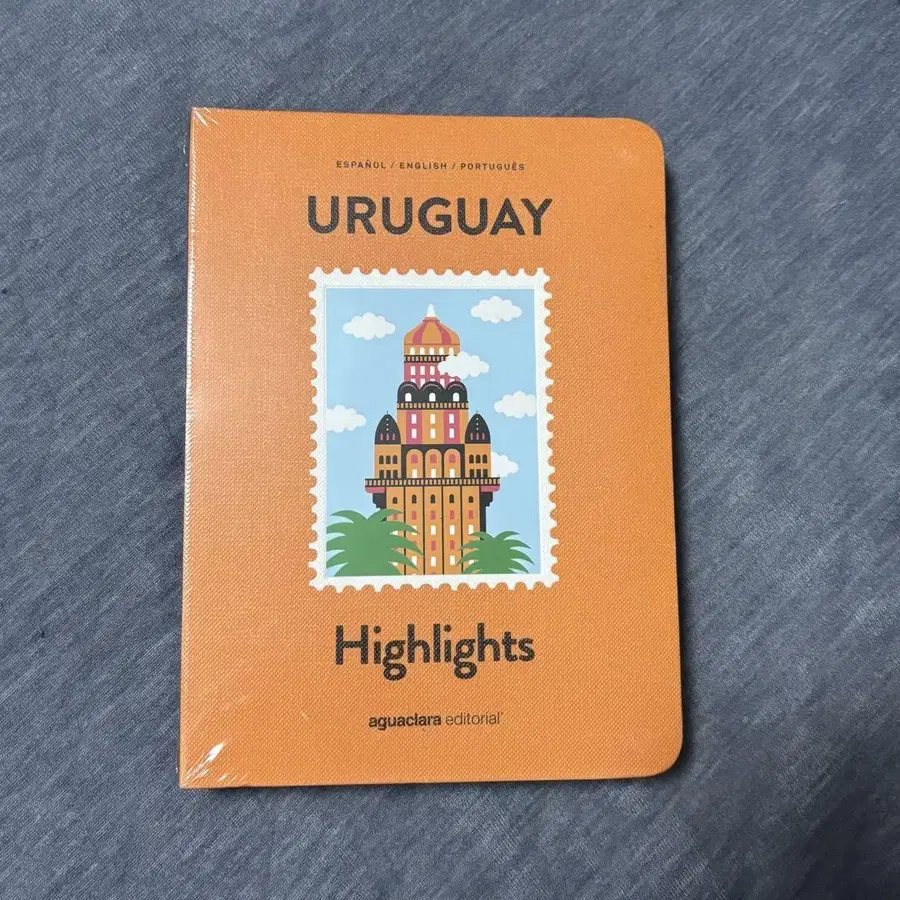 ESPAÑOL / ENGLISH / PORTUGUÊS
URUGUAY
Highlights
aguaclara editorial